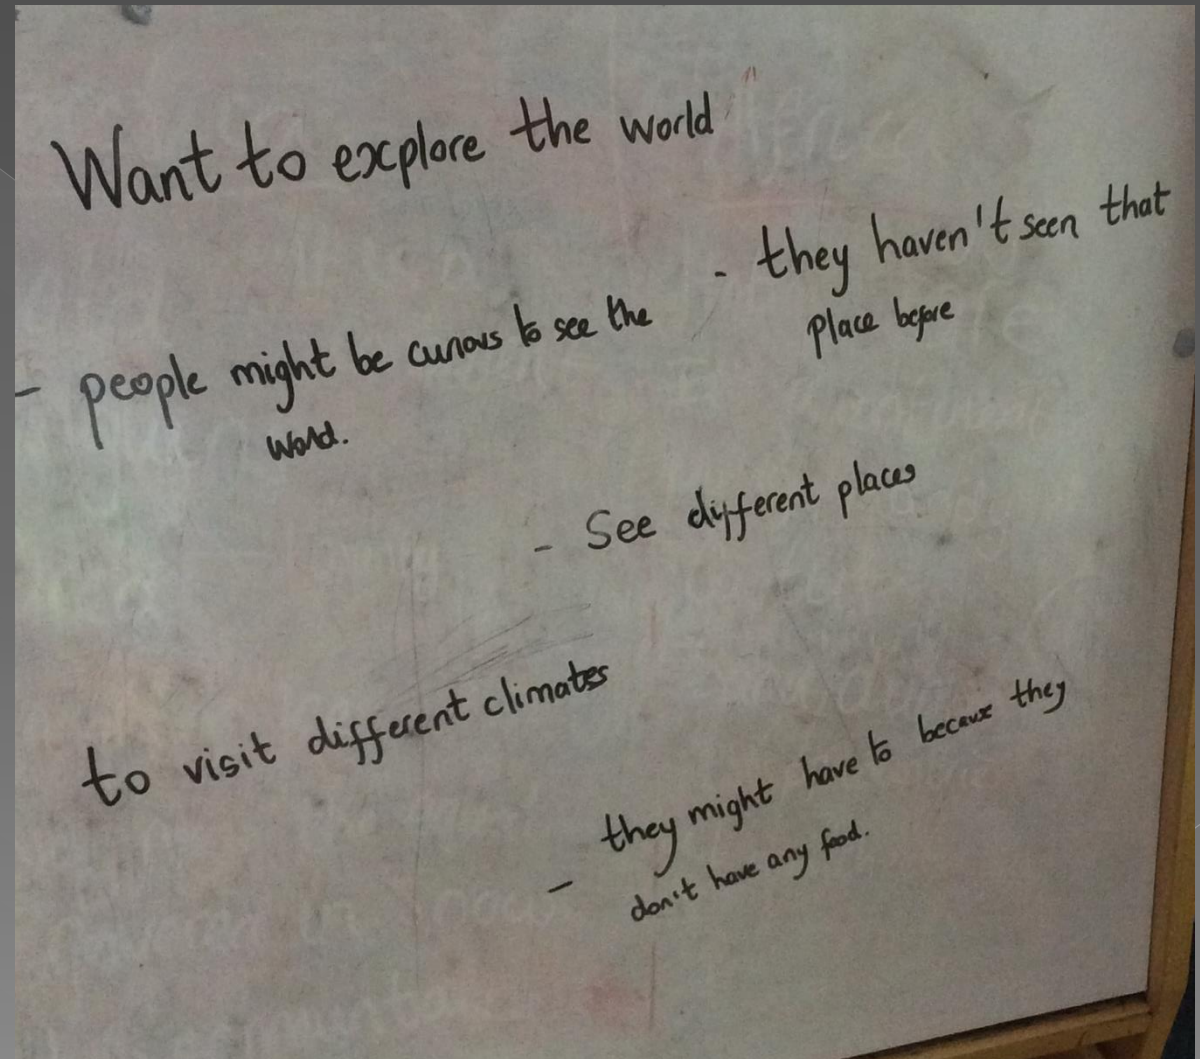 Want to explore the world
- they haven't seen that
place before
- people might be curious to see the
world.
- See different places
to visit different climates
- they might have to because they
don't have any food.